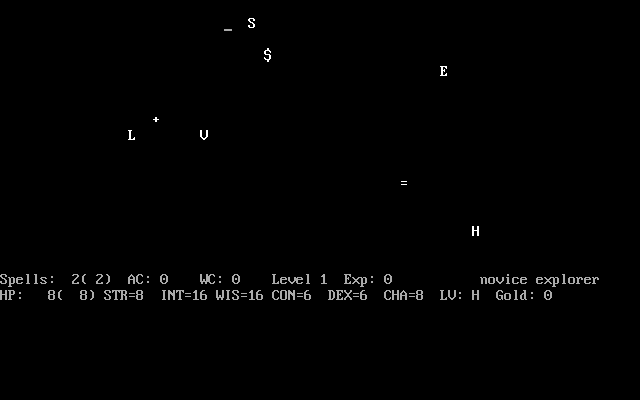 _ S
$
E
+
L V
=
H
Spells: 2( 2) AC: 0 WC: 0 Level 1 Exp: 0 novice explorer
HP: 8( 8) STR=8 INT=16 WIS=16 CON=6 DEX=6 CHA=8 LV: H Gold: 0